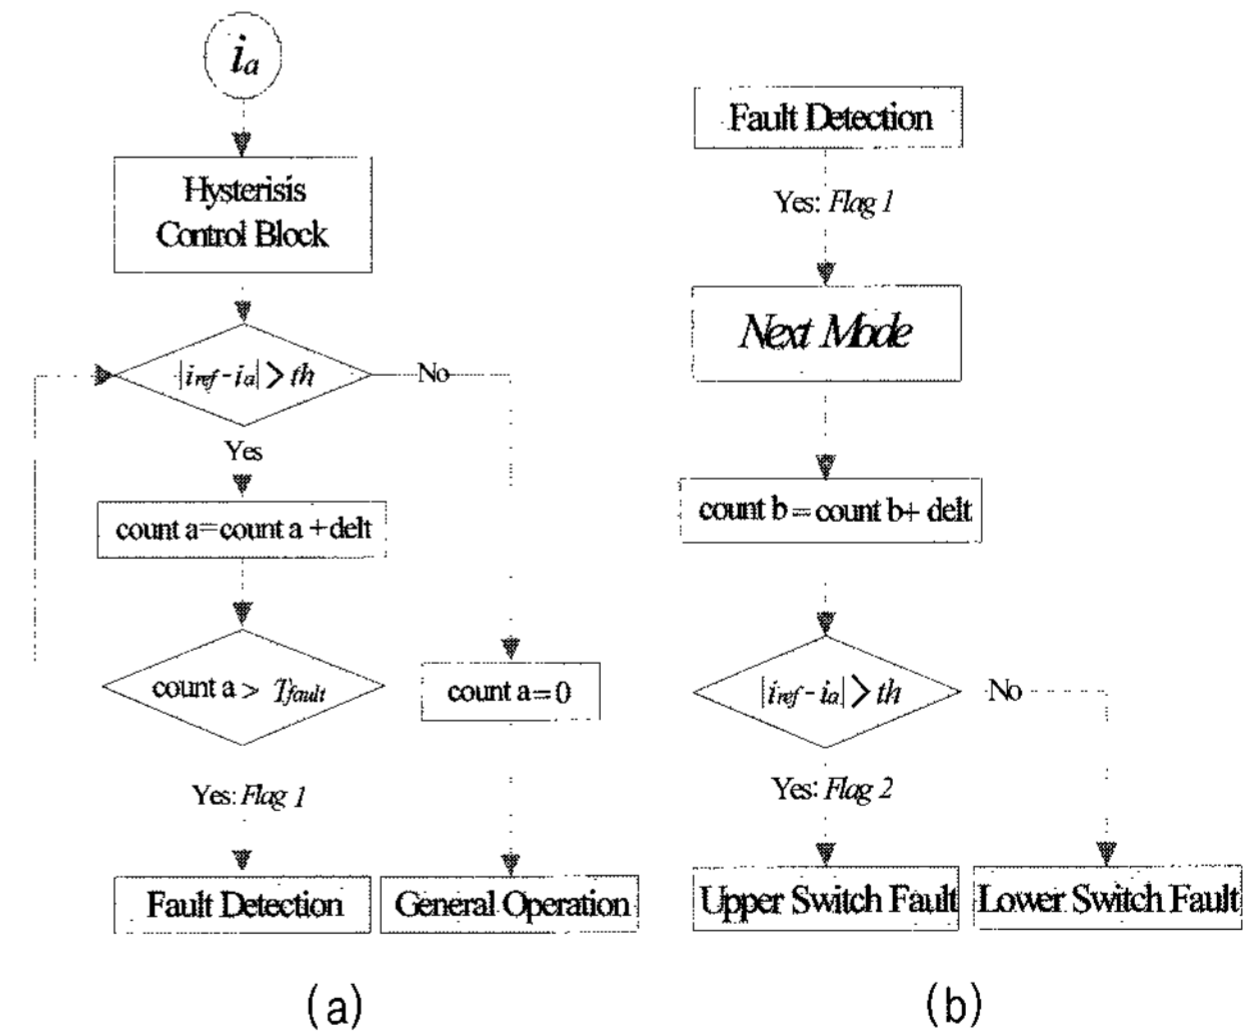 ia
Hysterisis
Control Block
|iref - ia| > th
No
Yes
count a=count a +delt
count a > Tfault
count a=0
Yes: Flag 1
Fault Detection
General Operation
(a)
Fault Detection
Yes: Flag 1
Next Mode
count b=count b+ delt
|iref - ia| > th
No
Yes: Flag 2
Upper Switch Fault
Lower Switch Fault
(b)